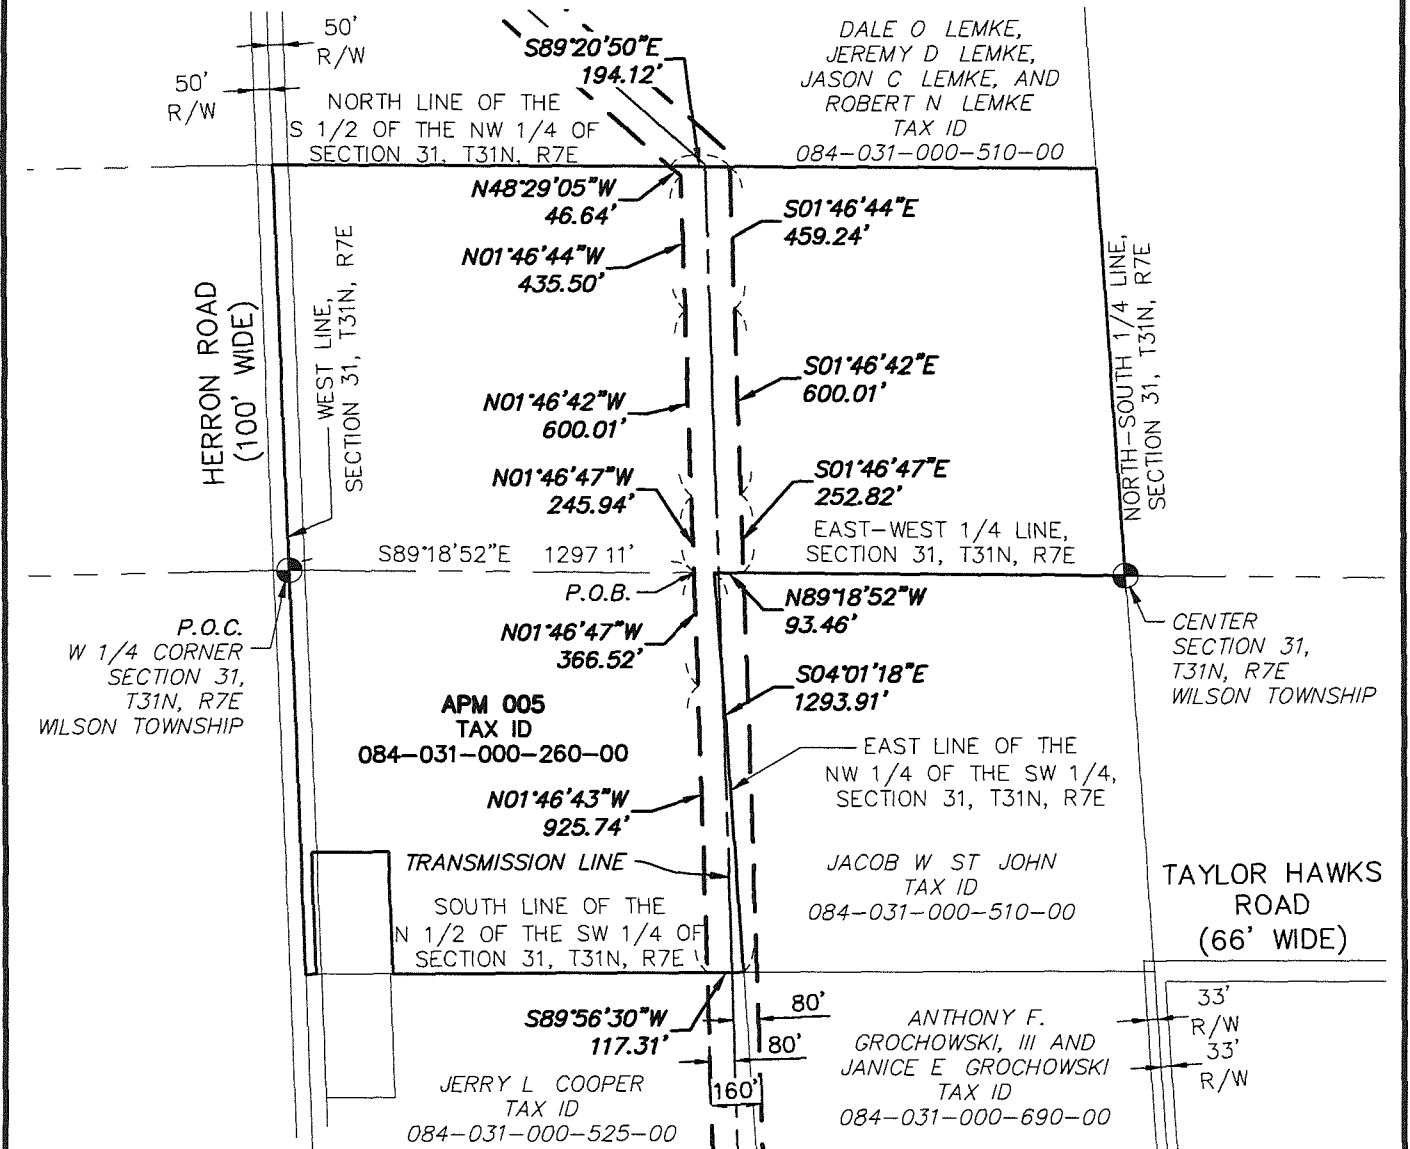 50'
R/W
50'
R/W
S89°20'50"E
194.12'
DALE O LEMKE,
JEREMY D LEMKE,
JASON C LEMKE, AND
ROBERT N LEMKE
TAX ID
084-031-000-510-00
NORTH LINE OF THE
S 1/2 OF THE NW 1/4 OF
SECTION 31, T31N, R7E
N48°29'05"W
46.64'
S01°46'44"E
459.24'
N01°46'44"W
435.50'
HERRON ROAD
(100' WIDE)
WEST LINE,
SECTION 31, T31N, R7E
NORTH-SOUTH 1/4 LINE,
SECTION 31, T31N, R7E
S01°46'42"E
600.01'
N01°46'42"W
600.01'
N01°46'47"W
245.94'
S01°46'47"E
252.82'
EAST-WEST 1/4 LINE,
SECTION 31, T31N, R7E
S89°18'52"E 1297 11'
P.O.B.
N89°18'52"W
93.46'
P.O.C.
W 1/4 CORNER
SECTION 31,
T31N, R7E
WILSON TOWNSHIP
CENTER
SECTION 31,
T31N, R7E
WILSON TOWNSHIP
N01°46'47"W
366.52'
S04°01'18"E
1293.91'
APM 005
TAX ID
084-031-000-260-00
EAST LINE OF THE
NW 1/4 OF THE SW 1/4,
SECTION 31, T31N, R7E
N01°46'43"W
925.74'
TRANSMISSION LINE
JACOB W ST JOHN
TAX ID
084-031-000-510-00
TAYLOR HAWKS
ROAD
(66' WIDE)
SOUTH LINE OF THE
N 1/2 OF THE SW 1/4 OF
SECTION 31, T31N, R7E
S89°56'30"W
117.31'
80'
80'
160'
ANTHONY F.
GROCHOWSKI, III AND
JANICE E GROCHOWSKI
TAX ID
084-031-000-690-00
33'
R/W
33'
R/W
JERRY L COOPER
TAX ID
084-031-000-525-00